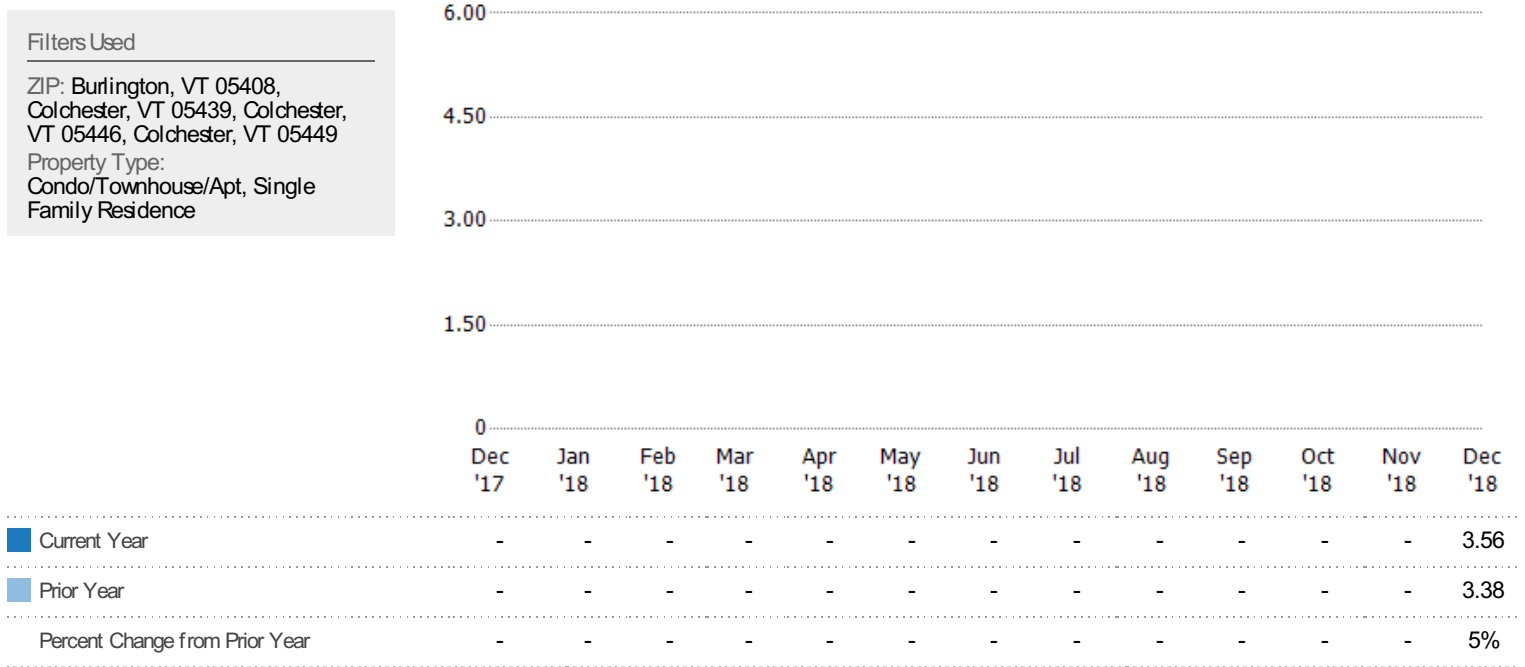 Filters Used
ZIP: Burlington, VT 05408,
Colchester, VT 05439, Colchester,
VT 05446, Colchester, VT 05449
Property Type:
Condo/Townhouse/Apt, Single
Family Residence
6.00
4.50
3.00
1.50
0
Dec Jan Feb Mar Apr May Jun Jul Aug Sep Oct Nov Dec
'17 '18 '18 '18 '18 '18 '18 '18 '18 '18 '18 '18 '18
Current Year - - - - - - - - - - - - 3.56
Prior Year - - - - - - - - - - - - 3.38
Percent Change from Prior Year - - - - - - - - - - - - 5%